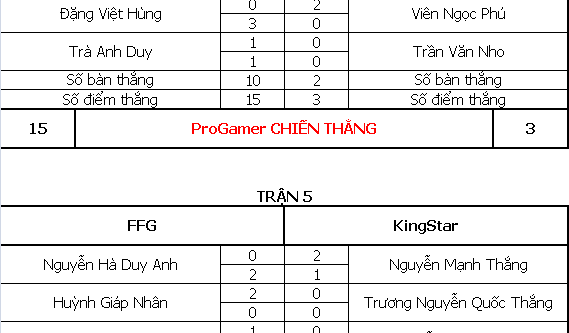 Đặng Việt Hùng 0 2 Viên Ngọc Phú
3 0
Trà Anh Duy 1 0 Trần Văn Nho
1 0
Số bàn thắng 10 2 Số bàn thắng
Số điểm thắng 15 3 Số điểm thắng
15 ProGamer CHIẾN THẮNG 3
TRẬN 5
FFG KingStar
Nguyễn Hà Duy Anh 0 2 Nguyễn Mạnh Thắng
2 1
Huỳnh Giáp Nhân 2 0 Trương Nguyễn Quốc Thắng
0 0
1 0